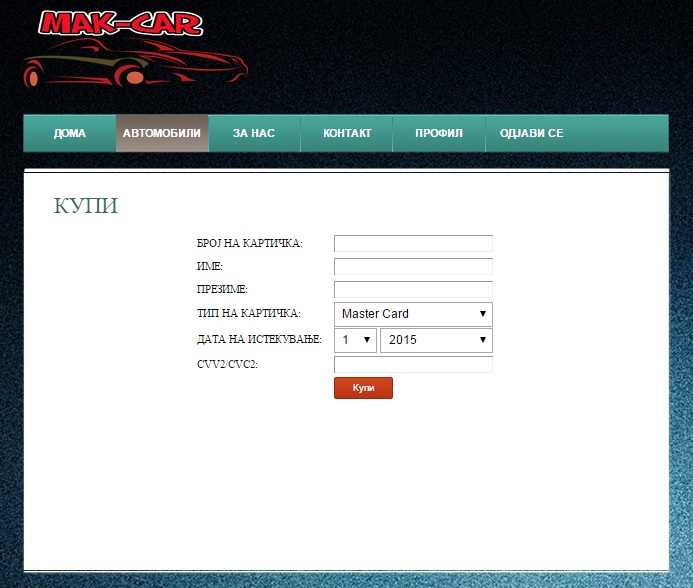 MAK-CAR
ДОМА АВТОМОБИЛИ ЗА НАС КОНТАКТ ПРОФИЛ ОДЈАВИ СЕ
КУПИ
БРОЈ НА КАРТИЧКА:
ИМЕ:
ПРЕЗИМЕ:
ТИП НА КАРТИЧКА: Master Card
ДАТА НА ИСТЕКУВАЊЕ: 1 2015
CVV2/CVC2:
Купи